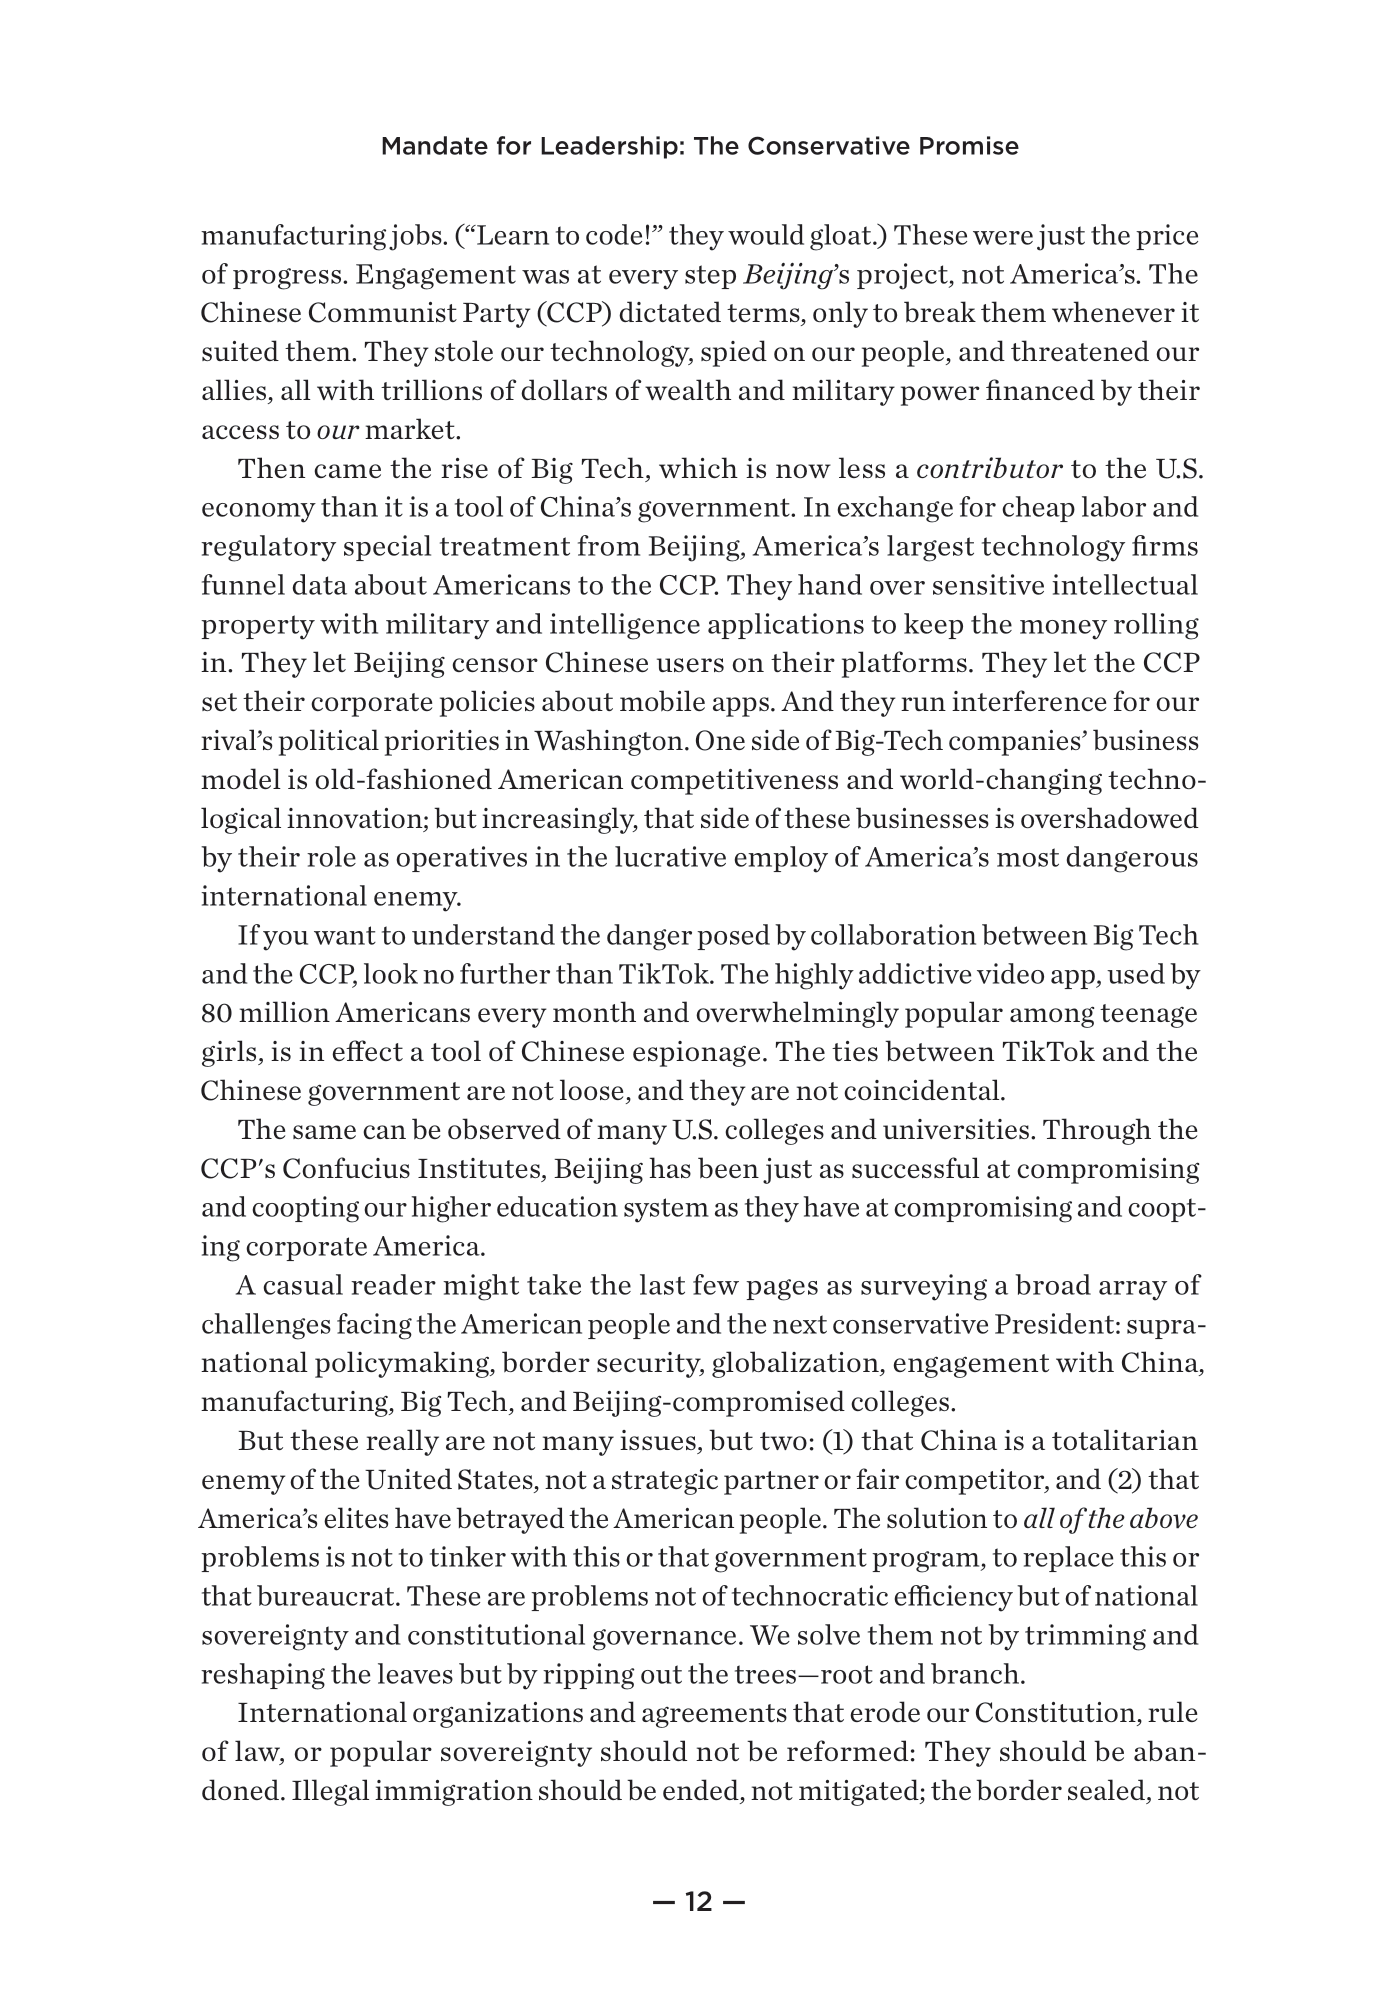 Mandate for Leadership: The Conservative Promise
manufacturing jobs. (“Learn to code!” they would gloat.) These were just the price
of progress. Engagement was at every step Beijing’s project, not America’s. The
Chinese Communist Party (CCP) dictated terms, only to break them whenever it
suited them. They stole our technology, spied on our people, and threatened our
allies, all with trillions of dollars of wealth and military power financed by their
access to our market.
Then came the rise of Big Tech, which is now less a contributor to the U.S.
economy than it is a tool of China’s government. In exchange for cheap labor and
regulatory special treatment from Beijing, America’s largest technology firms
funnel data about Americans to the CCP. They hand over sensitive intellectual
property with military and intelligence applications to keep the money rolling
in. They let Beijing censor Chinese users on their platforms. They let the CCP
set their corporate policies about mobile apps. And they run interference for our
rival’s political priorities in Washington. One side of Big-Tech companies’ business
model is old-fashioned American competitiveness and world-changing techno-
logical innovation; but increasingly, that side of these businesses is overshadowed
by their role as operatives in the lucrative employ of America’s most dangerous
international enemy.
If you want to understand the danger posed by collaboration between Big Tech
and the CCP, look no further than TikTok. The highly addictive video app, used by
80 million Americans every month and overwhelmingly popular among teenage
girls, is in effect a tool of Chinese espionage. The ties between TikTok and the
Chinese government are not loose, and they are not coincidental.
The same can be observed of many U.S. colleges and universities. Through the
CCP's Confucius Institutes, Beijing has been just as successful at compromising
and coopting our higher education system as they have at compromising and coopt-
ing corporate America.
A casual reader might take the last few pages as surveying a broad array of
challenges facing the American people and the next conservative President: supra-
national policymaking, border security, globalization, engagement with China,
manufacturing, Big Tech, and Beijing-compromised colleges.
But these really are not many issues, but two: (1) that China is a totalitarian
enemy of the United States, not a strategic partner or fair competitor, and (2) that
America’s elites have betrayed the American people. The solution to all of the above
problems is not to tinker with this or that government program, to replace this or
that bureaucrat. These are problems not of technocratic efficiency but of national
sovereignty and constitutional governance. We solve them not by trimming and
reshaping the leaves but by ripping out the trees—root and branch.
International organizations and agreements that erode our Constitution, rule
of law, or popular sovereignty should not be reformed: They should be aban-
doned. Illegal immigration should be ended, not mitigated; the border sealed, not
— 12 —